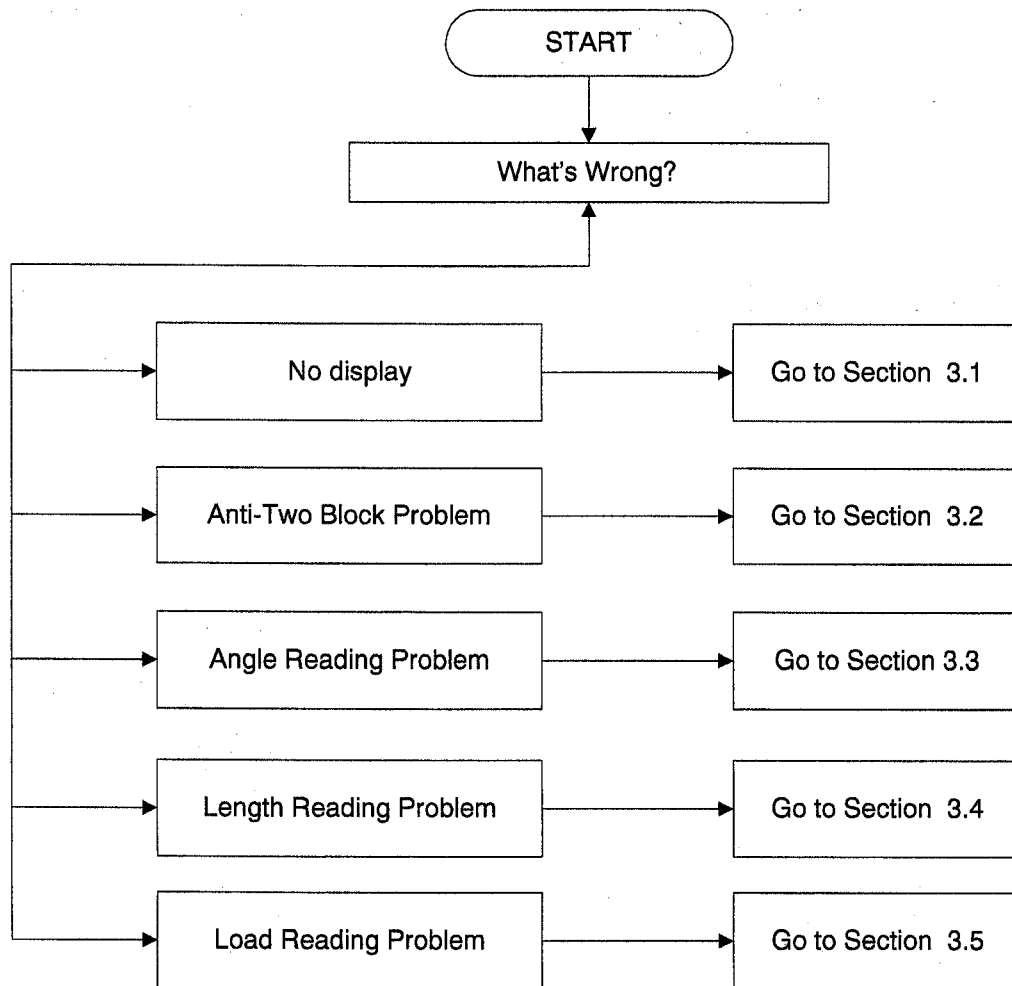 START
What's Wrong?
No display
Go to Section 3.1
Anti-Two Block Problem
Go to Section 3.2
Angle Reading Problem
Go to Section 3.3
Length Reading Problem
Go to Section 3.4
Load Reading Problem
Go to Section 3.5